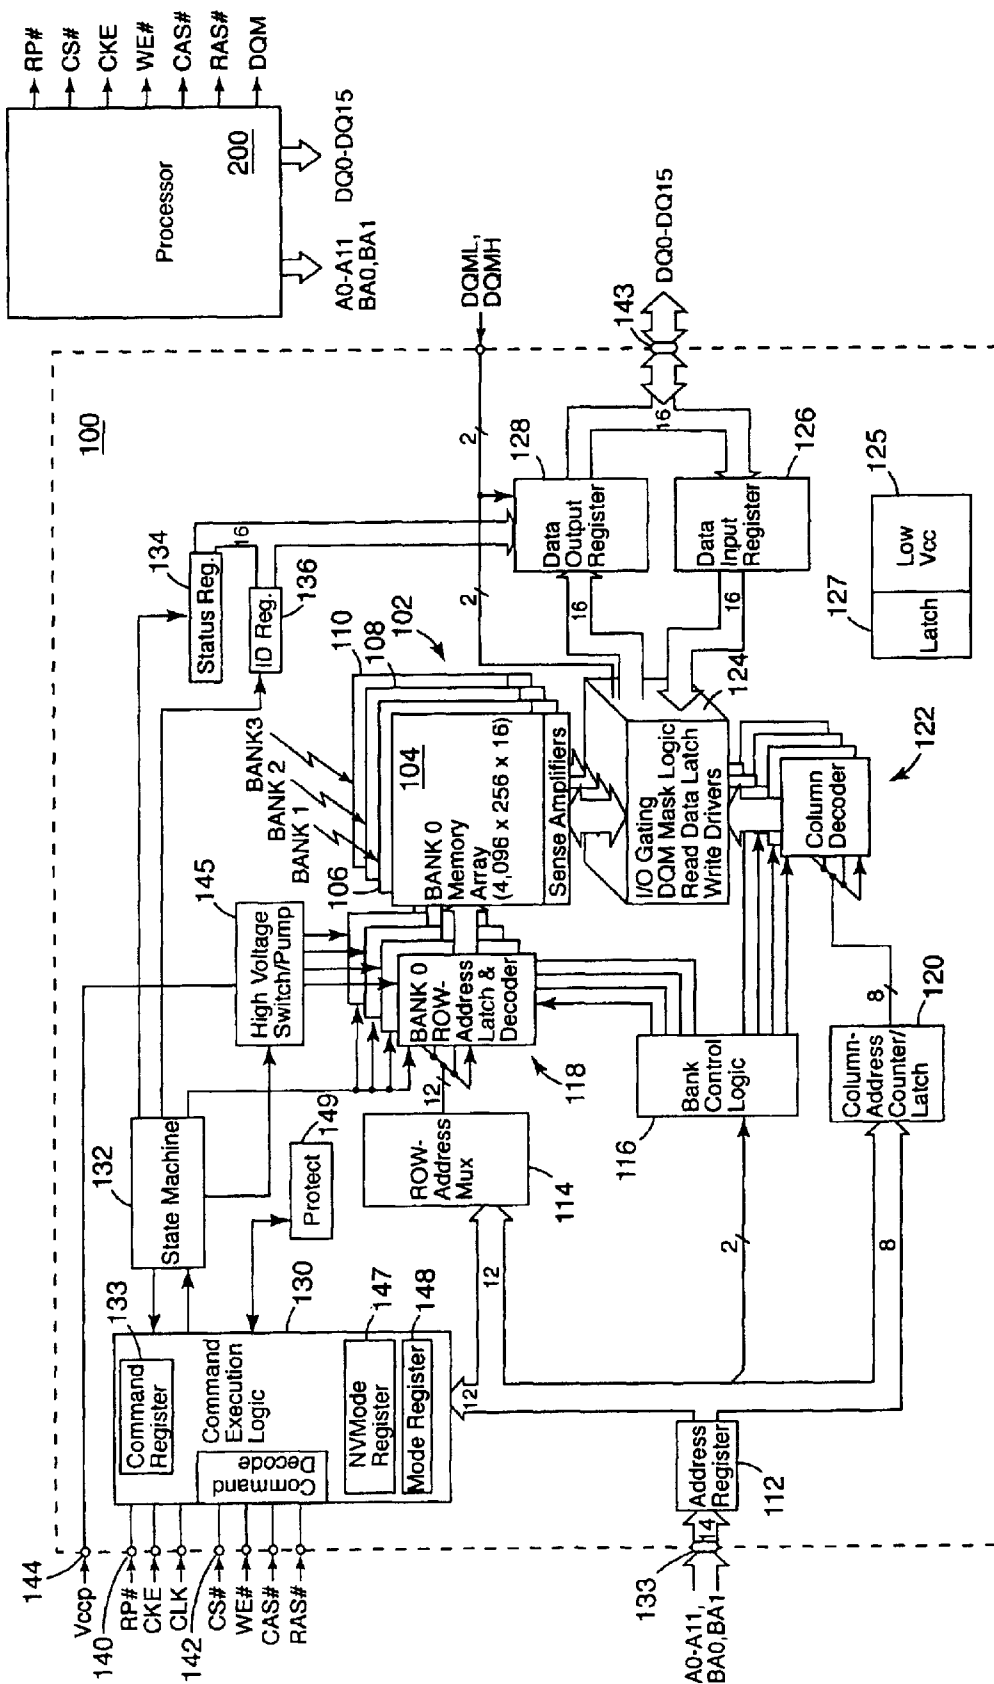 100
Processor
200
RP#
CS#
CKE
WE#
CAS#
RAS#
DQM
A0-A11
BA0,BA1
DQ0-DQ15
144
Vccp
140
RP#
CKE
CLK
142
CS#
WE#
CAS#
RAS#
133
Command
Register
Command
Execution
Logic
130
Command
Decode
NVMode
Register
147
Mode Register
148
132
State Machine
149
Protect
145
High Voltage
Switch/Pump
134
Status Reg.
136
ID Reg.
16
BANK3
BANK 2
BANK 1
110
108
102
106
104
BANK 0
Memory
Array
(4,096 x 256 x 16)
Sense Amplifiers
BANK 0
ROW-
Address
Latch &
Decoder
118
12
ROW-
Address
Mux
114
12
12
I/O Gating
DQM Mask Logic
Read Data Latch
Write Drivers
124
2
2
DQML,
DQMH
128
Data
Output
Register
16
16
143
DQ0-DQ15
126
Data
Input
Register
16
Bank
Control
Logic
116
2
Column
Decoder
122
8
Column-
Address
Counter/
Latch
120
8
127
Latch
Low
Vcc
125
Address
Register
112
14
133
A0-A11,
BA0,BA1